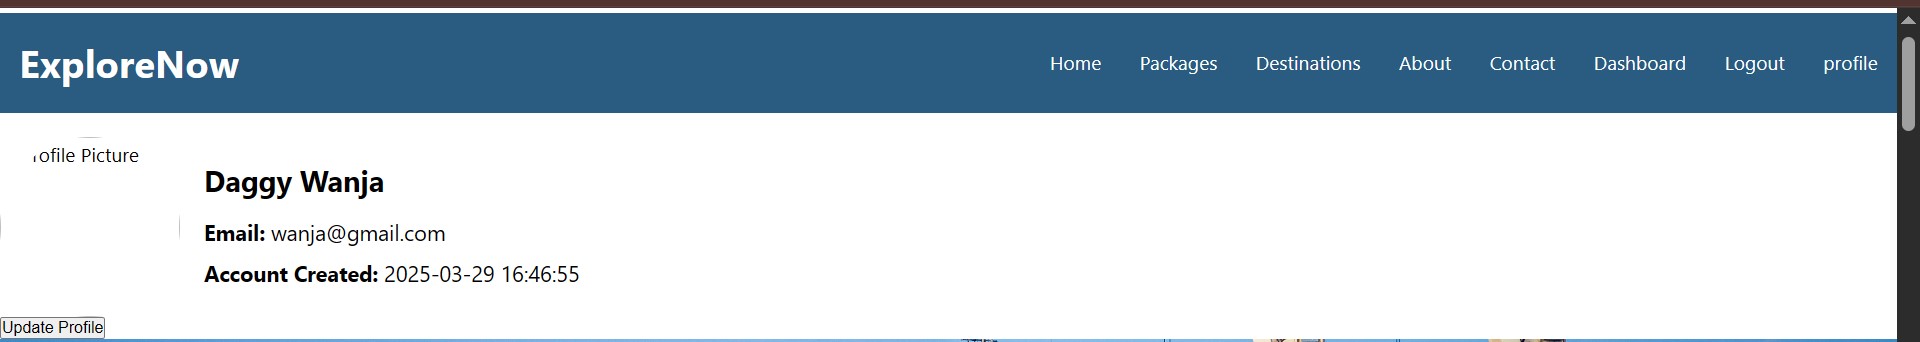 ExploreNow
Home Packages Destinations About Contact Dashboard Logout profile
ofile Picture
Daggy Wanja
Email: wanja@gmail.com
Account Created: 2025-03-29 16:46:55
Update Profile